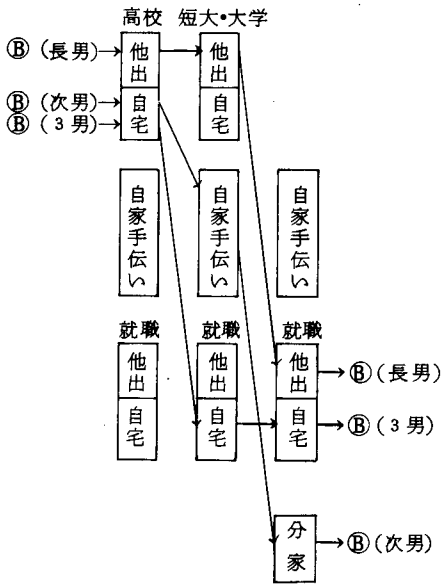 高校 短大・大学
Ⓑ(長男) 他出 他出
Ⓑ(次男) 自宅 自宅
Ⓑ(3男)
自家手伝い 自家手伝い 自家手伝い
就職 就職 就職
他出 他出 他出 Ⓑ(長男)
自宅 自宅 自宅 Ⓑ(3男)
分家 Ⓑ(次男)